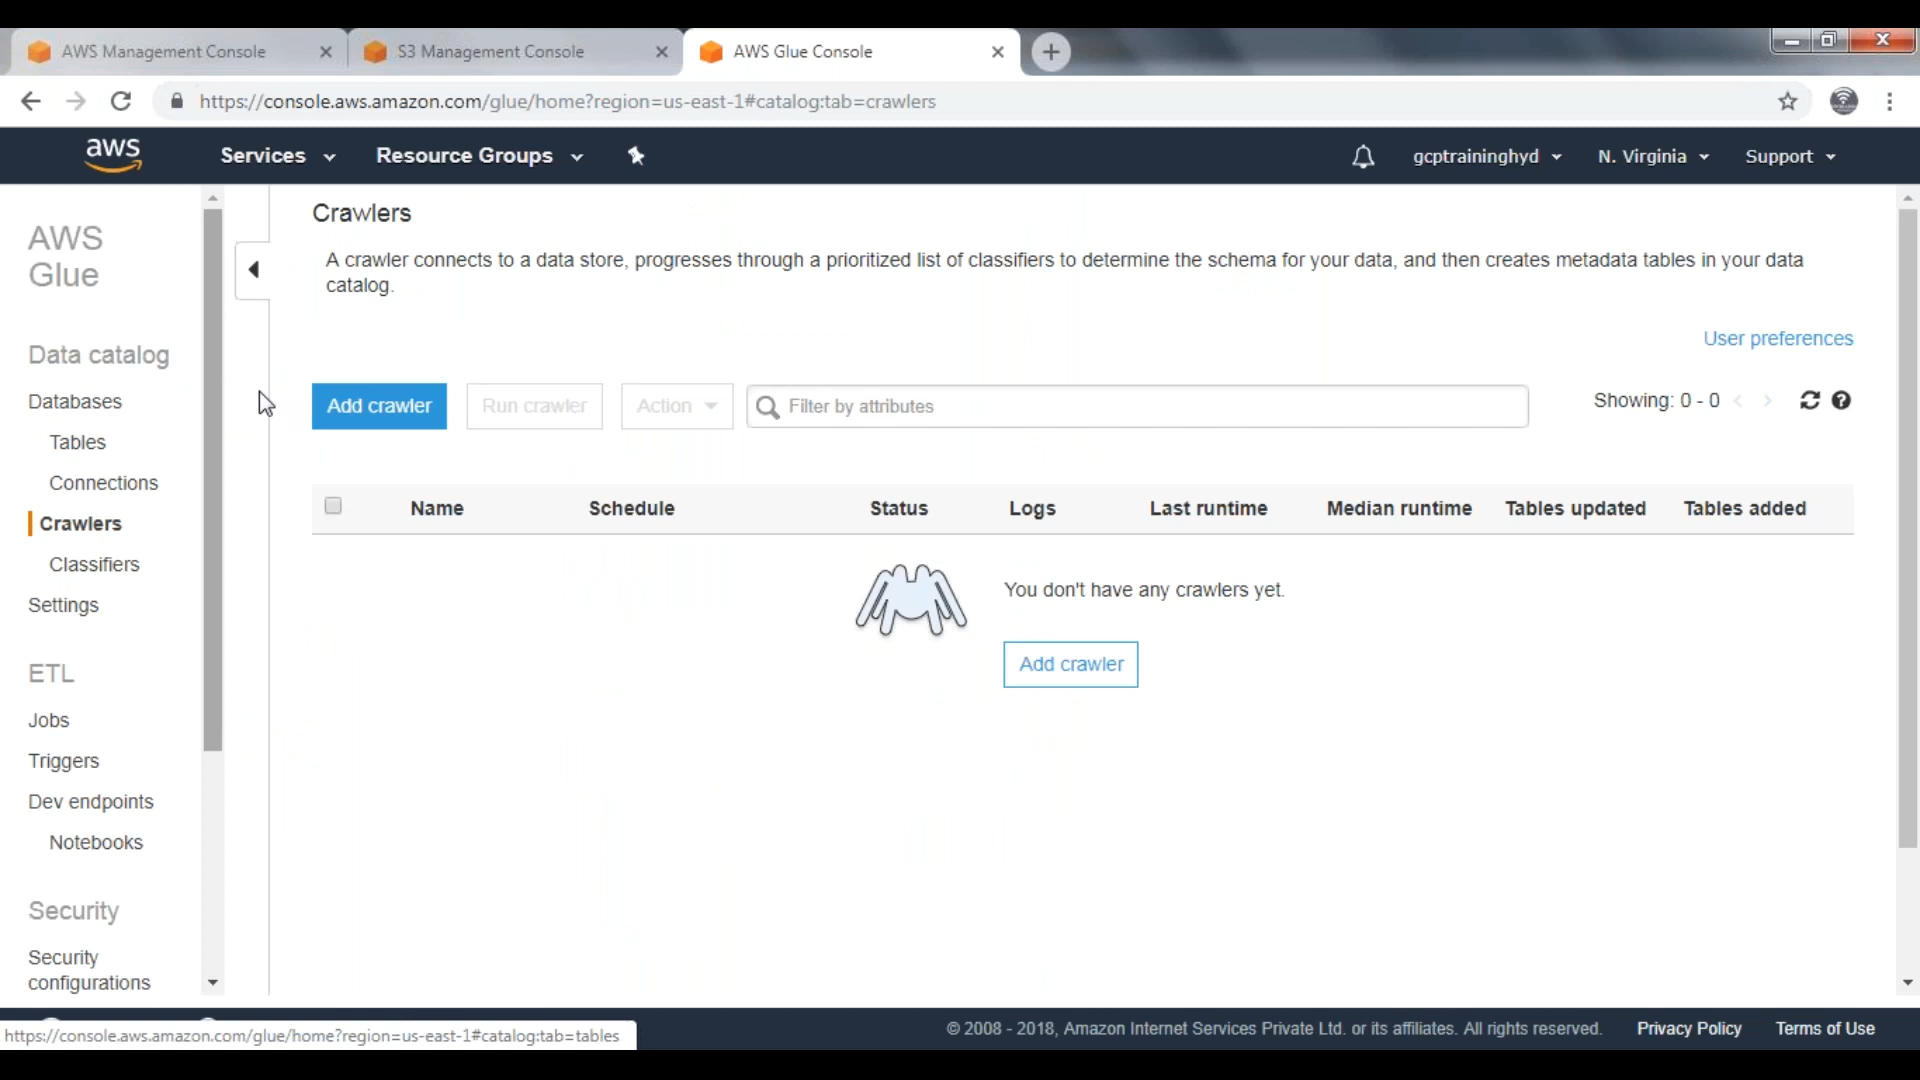 AWS Management Console
S3 Management Console
AWS Glue Console
https://console.aws.amazon.com/glue/home?region=us-east-1#catalog:tab=crawlers
aws
Services
Resource Groups
gcptraininghyd
N. Virginia
Support
AWS
Glue
Data catalog
Databases
Tables
Connections
Crawlers
Classifiers
Settings
ETL
Jobs
Triggers
Dev endpoints
Notebooks
Security
Security
configurations
Crawlers
A crawler connects to a data store, progresses through a prioritized list of classifiers to determine the schema for your data, and then creates metadata tables in your data
catalog.
User preferences
Add crawler
Run crawler
Action
Filter by attributes
Showing: 0 - 0
Name Schedule Status Logs Last runtime Median runtime Tables updated Tables added
You don't have any crawlers yet.
Add crawler
https://console.aws.amazon.com/glue/home?region=us-east-1#catalog:tab=tables
© 2008 - 2018, Amazon Internet Services Private Ltd. or its affiliates. All rights reserved.
Privacy Policy
Terms of Use